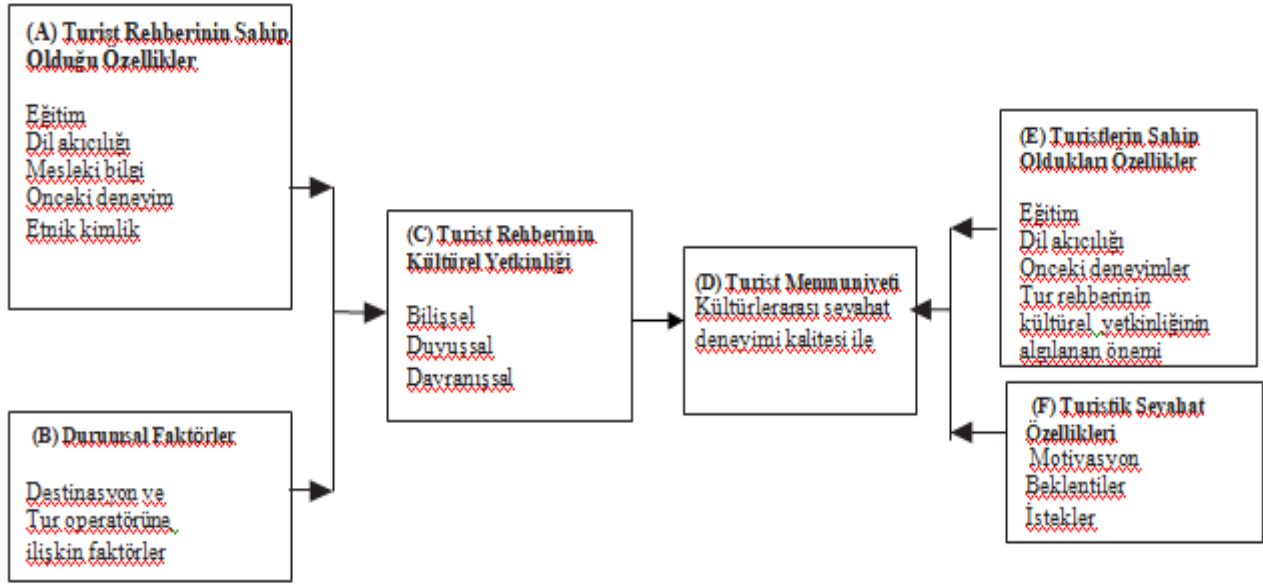 (A) Turist Rehberinin Sahip
Olduğu Özellikler
Eğitim
Dil akıcılığı
Mesleki bilgi
Önceki deneyim
Etnik kimlik
(B) Durumsal Faktörler
Destinasyon ve
Tur operatörüne
ilişkin faktörler
(C) Turist Rehberinin
Kültürel Yetkinliği
Bilişsel
Duyuşsal
Davranışsal
(D) Turist Memnuniyeti
Kültürlerarası seyahat
deneyimi kalitesi ile
(E) Turistlerin Sahip
Oldukları Özellikler
Eğitim
Dil akıcılığı
Önceki deneyimler
Tur rehberinin
kültürel yetkinliğinin
algılanan önemi
(F) Turistik Seyahat
Özellikleri
Motivasyon
Beklentiler
İstekler